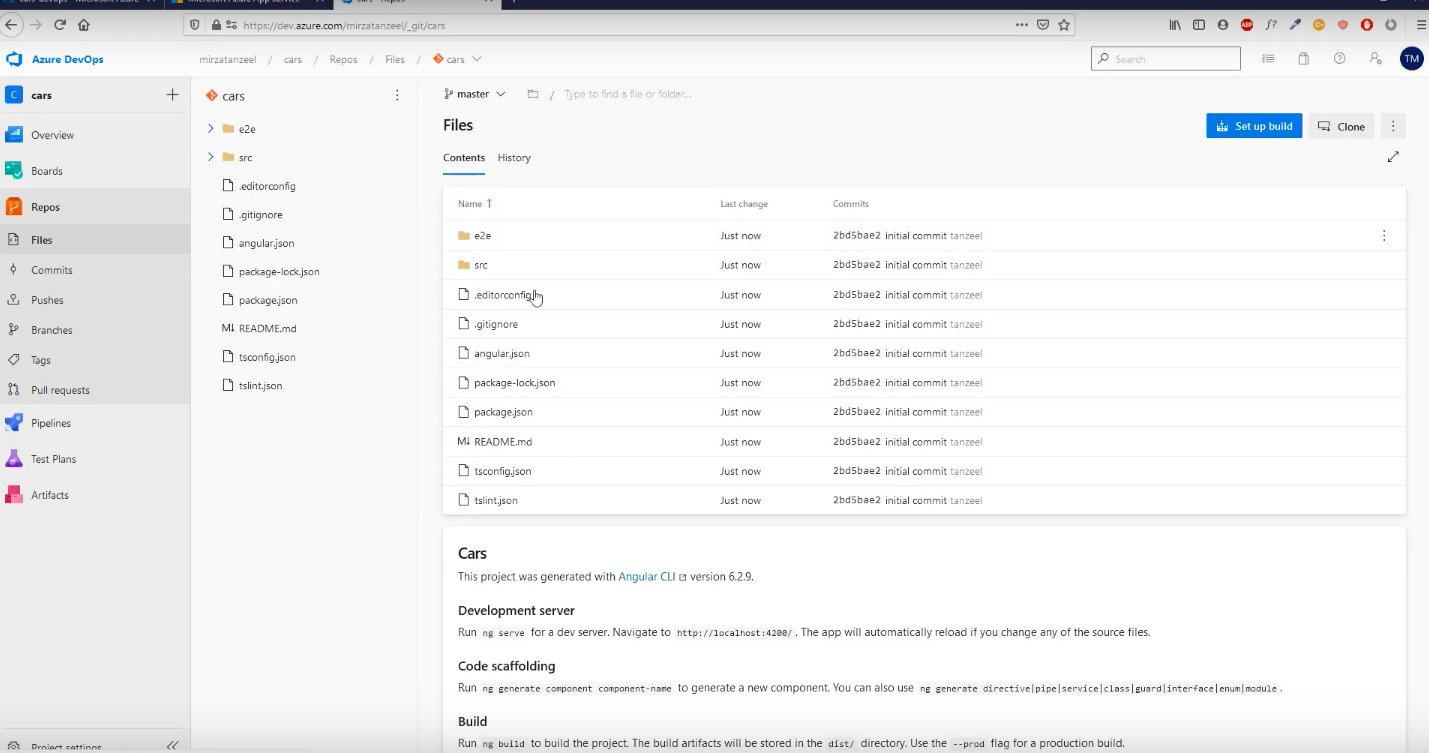 cars-devops - Microsoft Azure
Microsoft Azure App Service
cars - Repos
https://dev.azure.com/mirzatanzeel/_git/cars
ABP
f?
Azure DevOps
mirzatanzeel / cars / Repos / Files / cars
Search
TM
C cars
Overview
Boards
Repos
Files
Commits
Pushes
Branches
Tags
Pull requests
Pipelines
Test Plans
Artifacts
Project settings
cars
e2e
src
.editorconfig
.gitignore
angular.json
package-lock.json
package.json
M↓ README.md
tsconfig.json
tslint.json
master / Type to find a file or folder...
Files
Set up build
Clone
Contents History
Name ↑ Last change Commits
e2e Just now 2bd5bae2 initial commit tanzeel
src Just now 2bd5bae2 initial commit tanzeel
.editorconfig Just now 2bd5bae2 initial commit tanzeel
.gitignore Just now 2bd5bae2 initial commit tanzeel
angular.json Just now 2bd5bae2 initial commit tanzeel
package-lock.json Just now 2bd5bae2 initial commit tanzeel
package.json Just now 2bd5bae2 initial commit tanzeel
M↓ README.md Just now 2bd5bae2 initial commit tanzeel
tsconfig.json Just now 2bd5bae2 initial commit tanzeel
tslint.json Just now 2bd5bae2 initial commit tanzeel
Cars
This project was generated with Angular CLI version 6.2.9.
Development server
Run ng serve for a dev server. Navigate to http://localhost:4200/. The app will automatically reload if you change any of the source files.
Code scaffolding
Run ng generate component component-name to generate a new component. You can also use ng generate directive|pipe|service|class|guard|interface|enum|module.
Build
Run ng build to build the project. The build artifacts will be stored in the dist/ directory. Use the --prod flag for a production build.